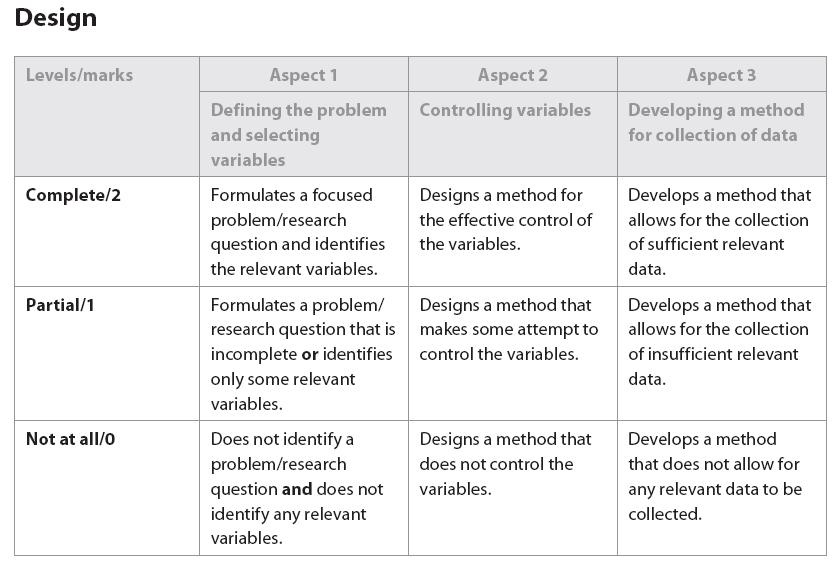 Design
Levels/marks
Aspect 1
Aspect 2
Aspect 3
Defining the problem
and selecting
variables
Controlling variables
Developing a method
for collection of data
Complete/2
Formulates a focused
problem/research
question and identifies
the relevant variables.
Designs a method for
the effective control of
the variables.
Develops a method that
allows for the collection
of sufficient relevant
data.
Partial/1
Formulates a problem/
research question that is
incomplete or identifies
only some relevant
variables.
Designs a method that
makes some attempt to
control the variables.
Develops a method that
allows for the collection
of insufficient relevant
data.
Not at all/0
Does not identify a
problem/research
question and does not
identify any relevant
variables.
Designs a method that
does not control the
variables.
Develops a method
that does not allow for
any relevant data to be
collected.